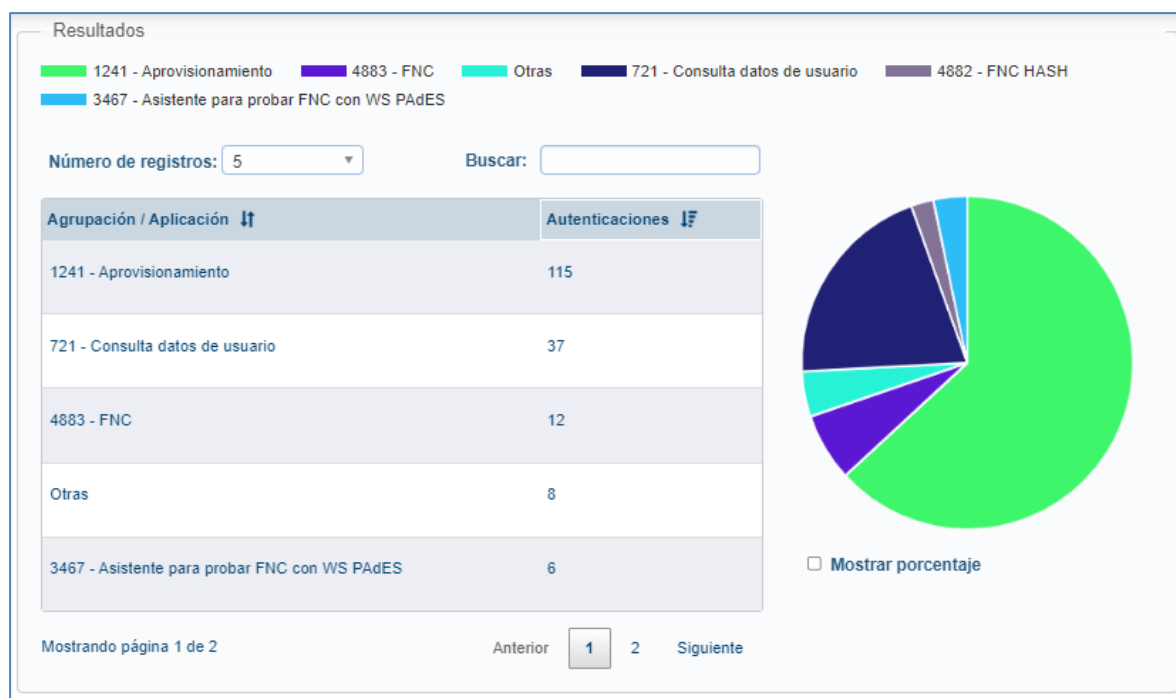 Resultados
1241 - Aprovisionamiento 4883 - FNC Otras 721 - Consulta datos de usuario 4882 - FNC HASH
3467 - Asistente para probar FNC con WS PAdES
Número de registros: 5 Buscar:
Agrupación / Aplicación Autenticaciones
1241 - Aprovisionamiento 115
721 - Consulta datos de usuario 37
4883 - FNC 12
Otras 8
3467 - Asistente para probar FNC con WS PAdES 6
Mostrar porcentaje
Mostrando página 1 de 2 Anterior 1 2 Siguiente